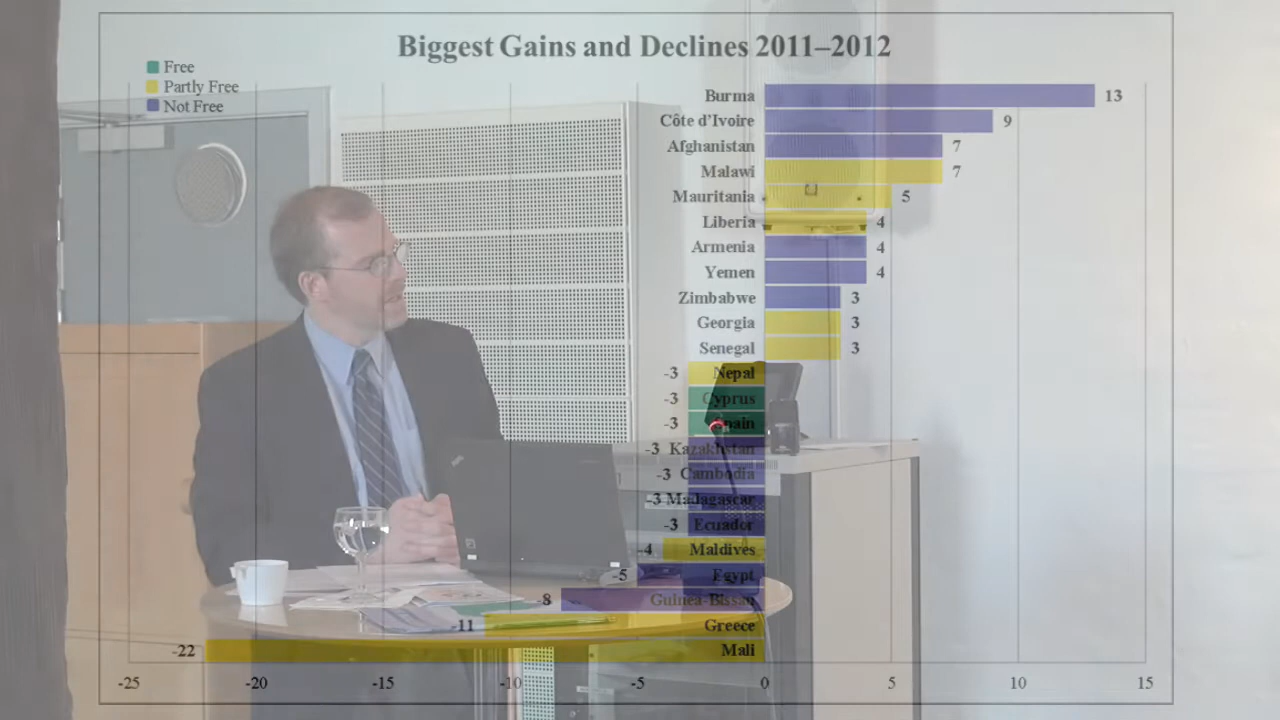 Biggest Gains and Declines 2011–2012
Free
Partly Free
Not Free
Burma 13
Côte d'Ivoire 9
Afghanistan 7
Malawi 7
Mauritania 5
Liberia 4
Armenia 4
Yemen 4
Zimbabwe 3
Georgia 3
Senegal 3
-3 Nepal
-3 Cyprus
-3 Spain
-3 Kazakhstan
-3 Cambodia
-3 Madagascar
-3 Ecuador
-4 Maldives
-5 Egypt
-8 Guinea-Bissau
-11 Greece
-22 Mali
-25 -20 -15 -10 -5 0 5 10 15